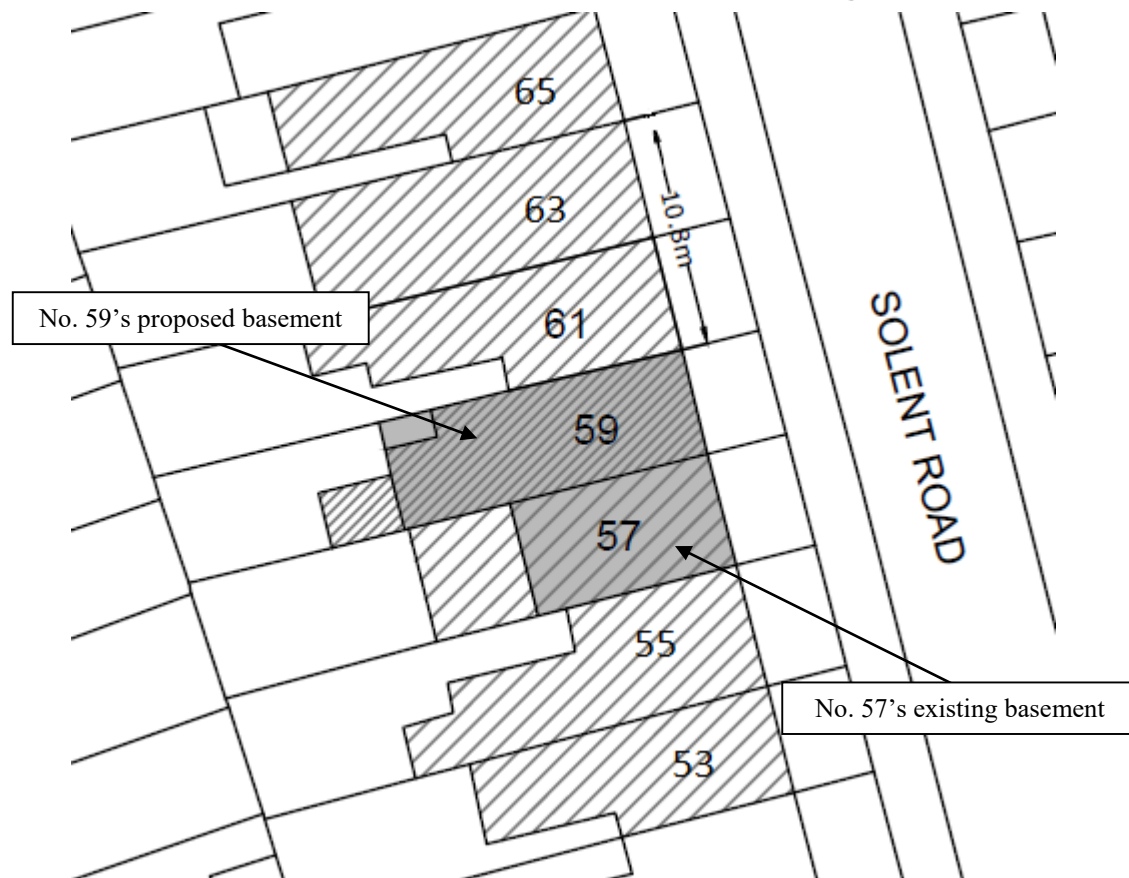 65
63
10.8m
No. 59's proposed basement
61
SOLENT ROAD
59
57
55
No. 57's existing basement
53